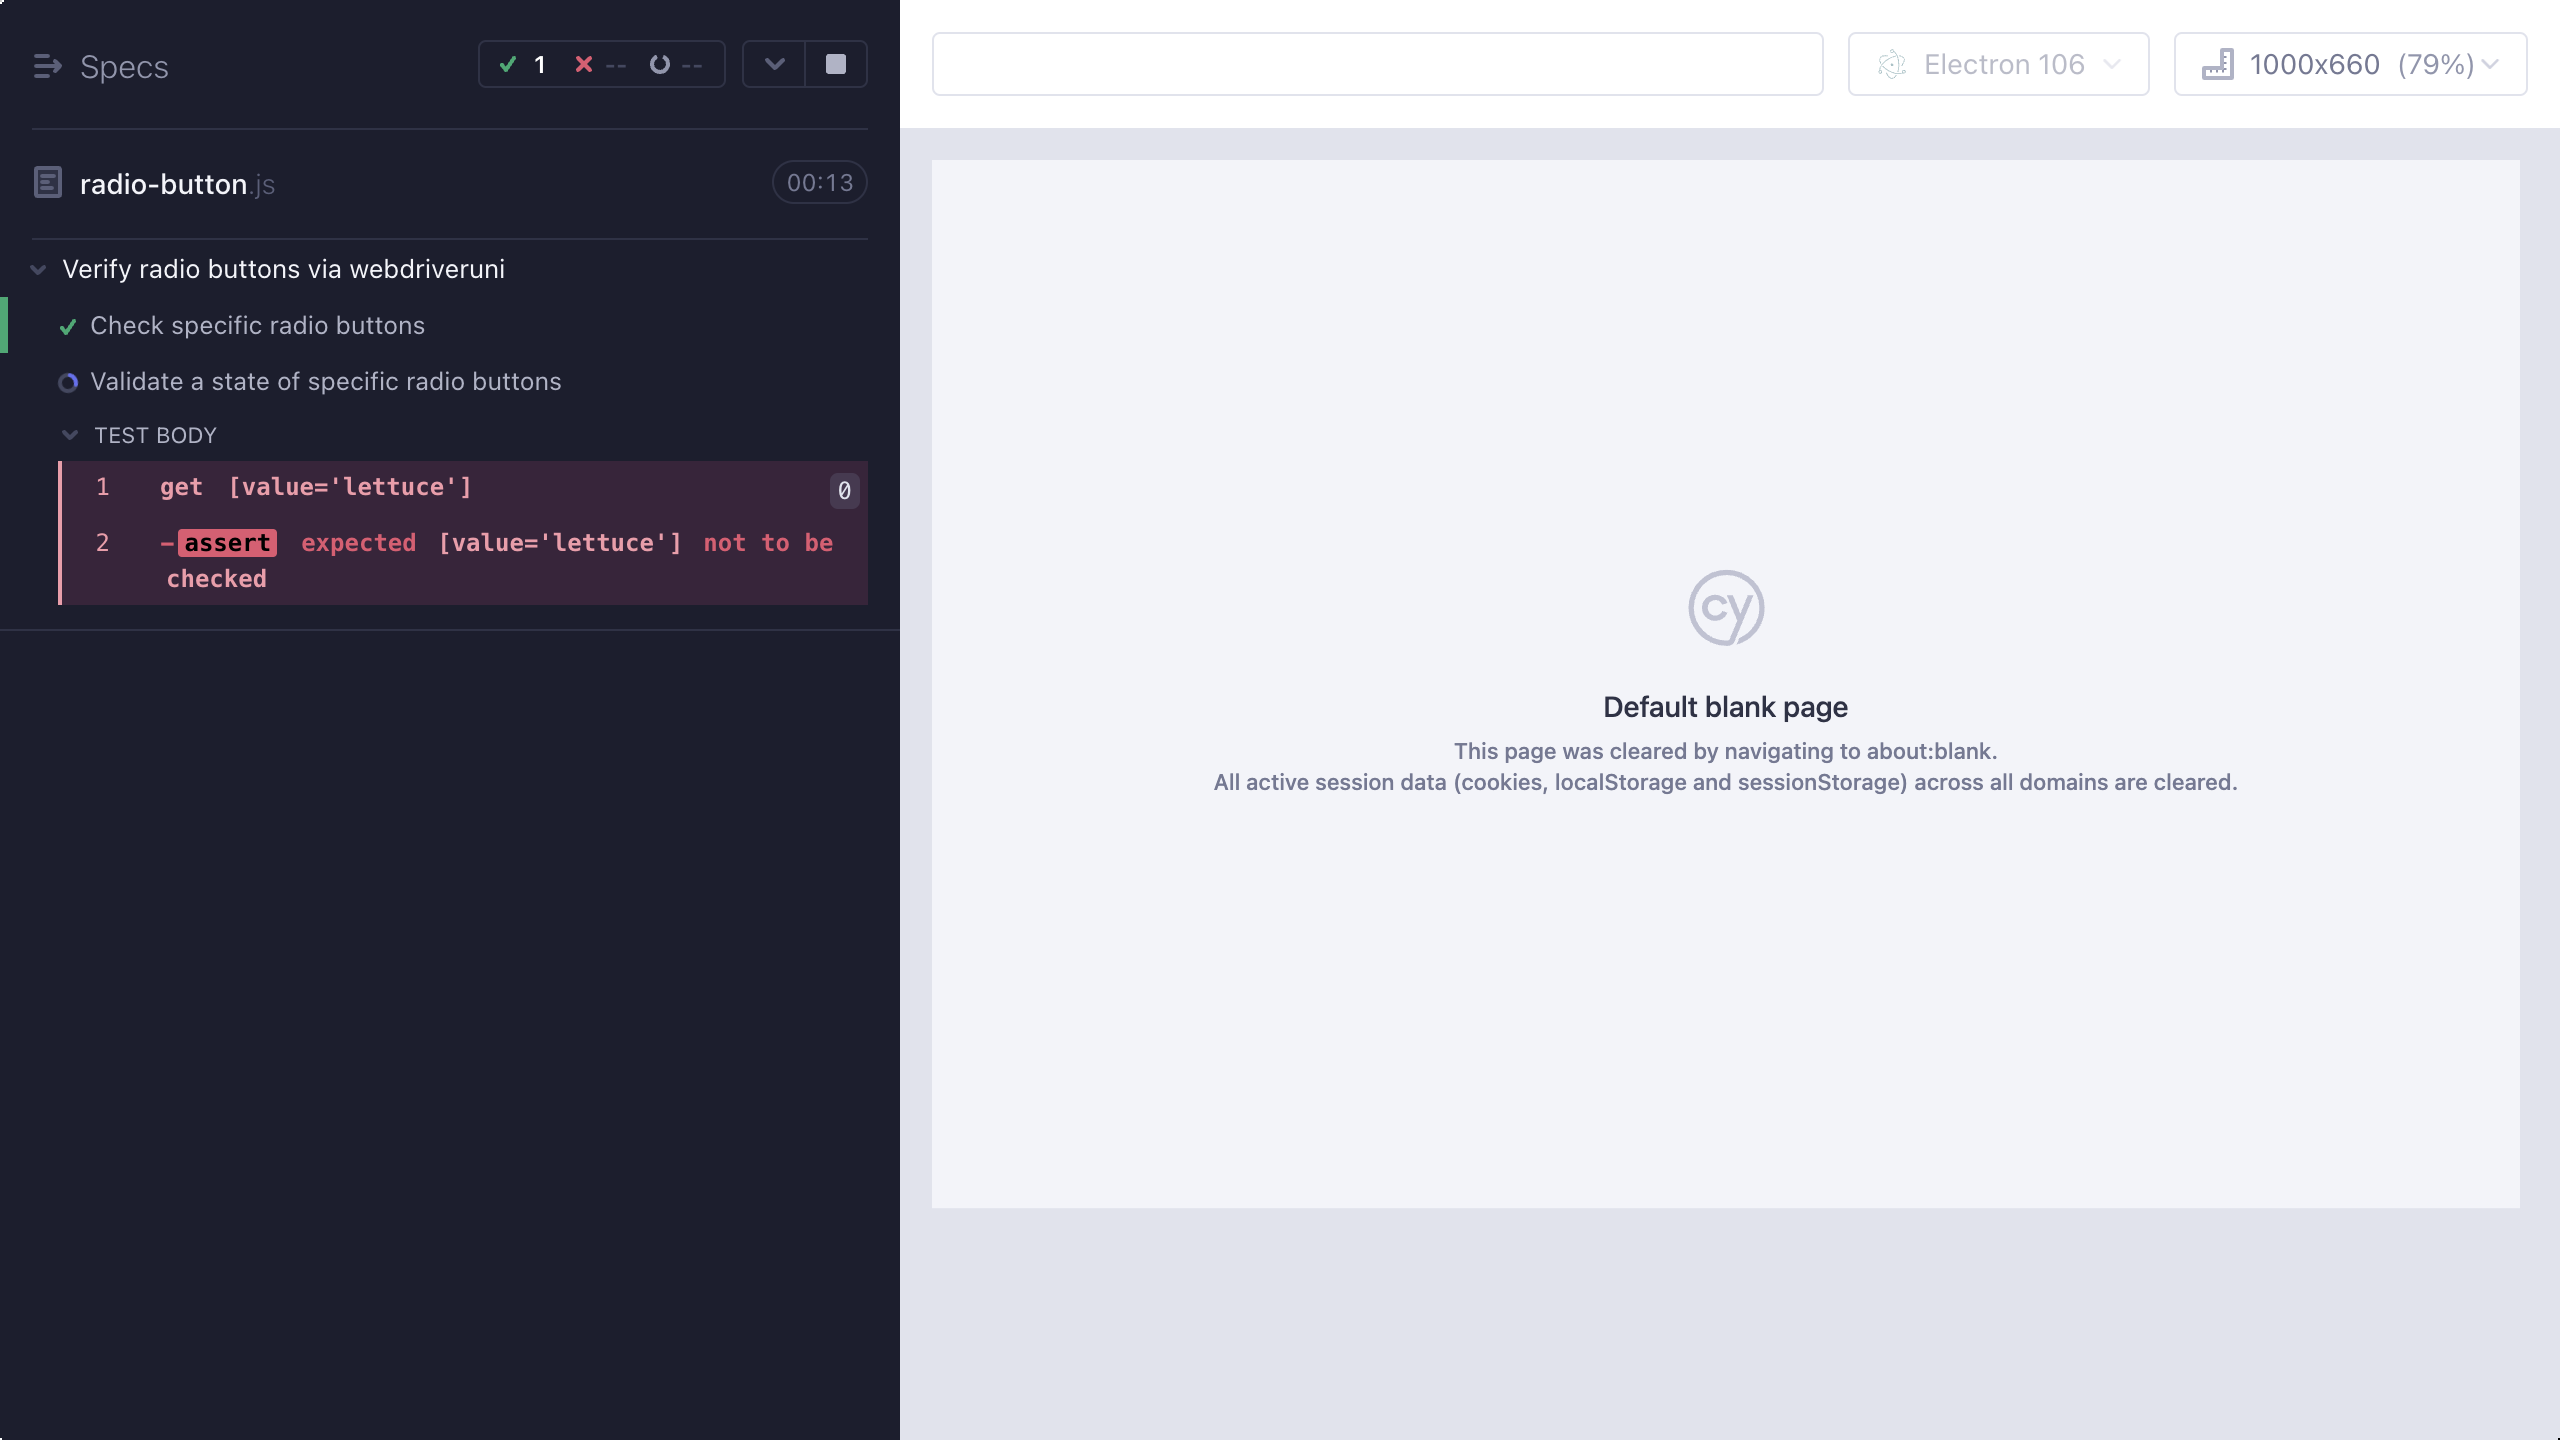 Specs
1 -- --
radio-button.js
00:13
Verify radio buttons via webdriveruni
Check specific radio buttons
Validate a state of specific radio buttons
TEST BODY
1 get [value='lettuce'] 0
2 -assert expected [value='lettuce'] not to be
checked
Electron 106
1000x660 (79%)
cy
Default blank page
This page was cleared by navigating to about:blank.
All active session data (cookies, localStorage and sessionStorage) across all domains are cleared.